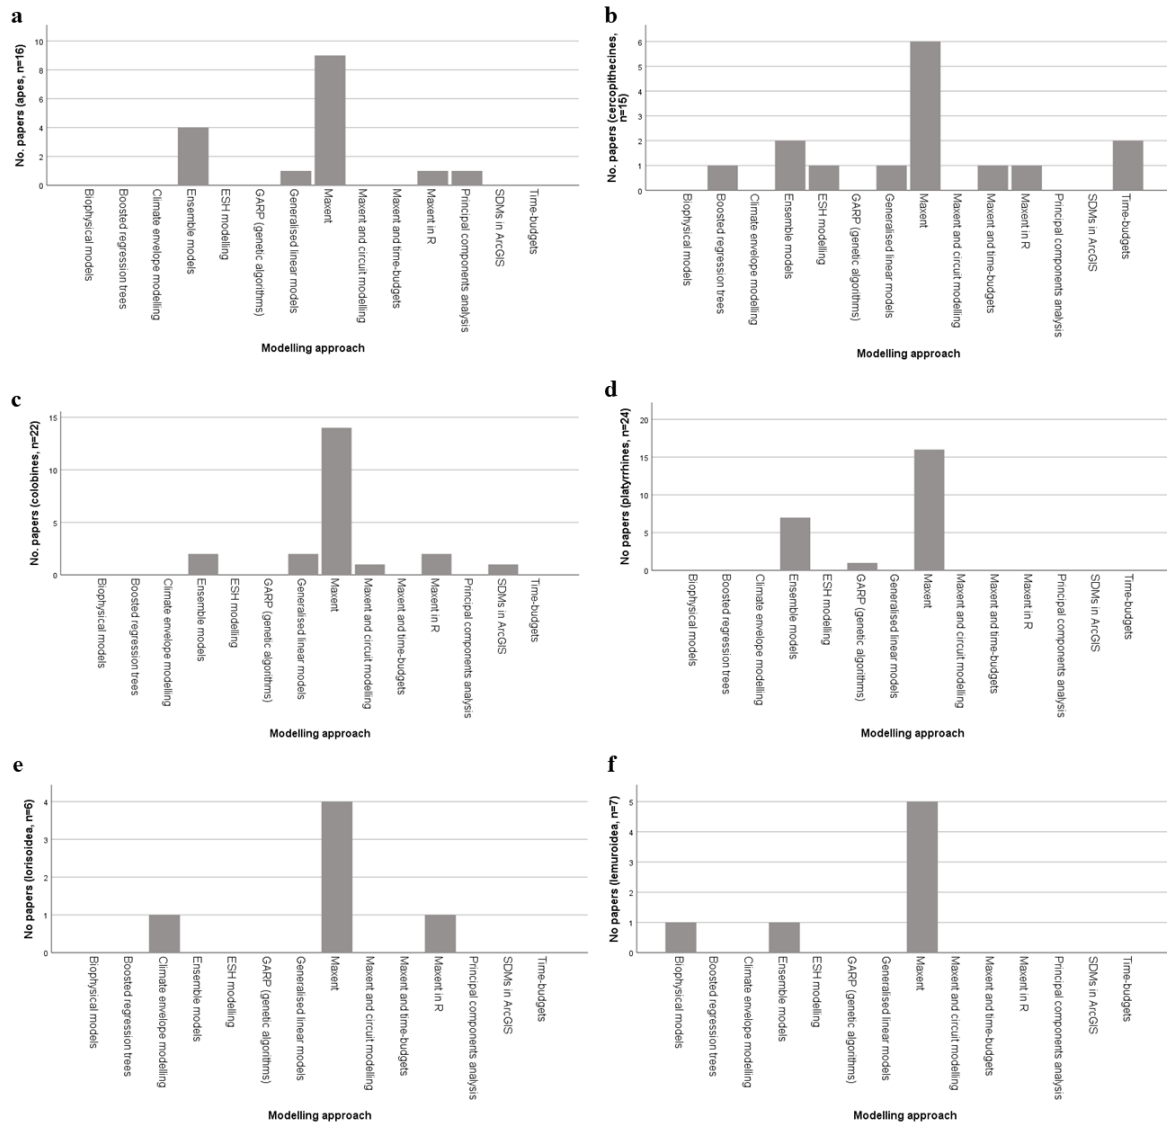 a
No. papers (apes, n=16)
10
8
6
4
2
0
Biophysical models
Boosted regression trees
Climate envelope modelling
Ensemble models
ESH modelling
GARP (genetic algorithms)
Generalised linear models
Maxent
Maxent and circuit modelling
Maxent and time-budgets
Maxent in R
Principal components analysis
SDMs in ArcGIS
Time-budgets
Modelling approach
b
No. papers (cercopithecines,
n=15)
6
5
4
3
2
1
0
Biophysical models
Boosted regression trees
Climate envelope modelling
Ensemble models
ESH modelling
GARP (genetic algorithms)
Generalised linear models
Maxent
Maxent and circuit modelling
Maxent and time-budgets
Maxent in R
Principal components analysis
SDMs in ArcGIS
Time-budgets
Modelling approach
c
No. papers (colobines, n=22)
15
10
5
0
Biophysical models
Boosted regression trees
Climate envelope modelling
Ensemble models
ESH modelling
GARP (genetic algorithms)
Generalised linear models
Maxent
Maxent and circuit modelling
Maxent and time-budgets
Maxent in R
Principal components analysis
SDMs in ArcGIS
Time-budgets
Modelling approach
d
No papers (platyrrhines, n=24)
20
15
10
5
0
Biophysical models
Boosted regression trees
Climate envelope modelling
Ensemble models
ESH modelling
GARP (genetic algorithms)
Generalised linear models
Maxent
Maxent and circuit modelling
Maxent and time-budgets
Maxent in R
Principal components analysis
SDMs in ArcGIS
Time-budgets
Modelling approach
e
No papers (lorisoidea, n=6)
4
3
2
1
0
Biophysical models
Boosted regression trees
Climate envelope modelling
Ensemble models
ESH modelling
GARP (genetic algorithms)
Generalised linear models
Maxent
Maxent and circuit modelling
Maxent and time-budgets
Maxent in R
Principal components analysis
SDMs in ArcGIS
Time-budgets
Modelling approach
f
No papers (lemuroidea, n=7)
5
4
3
2
1
0
Biophysical models
Boosted regression trees
Climate envelope modelling
Ensemble models
ESH modelling
GARP (genetic algorithms)
Generalised linear models
Maxent
Maxent and circuit modelling
Maxent and time-budgets
Maxent in R
Principal components analysis
SDMs in ArcGIS
Time-budgets
Modelling approach